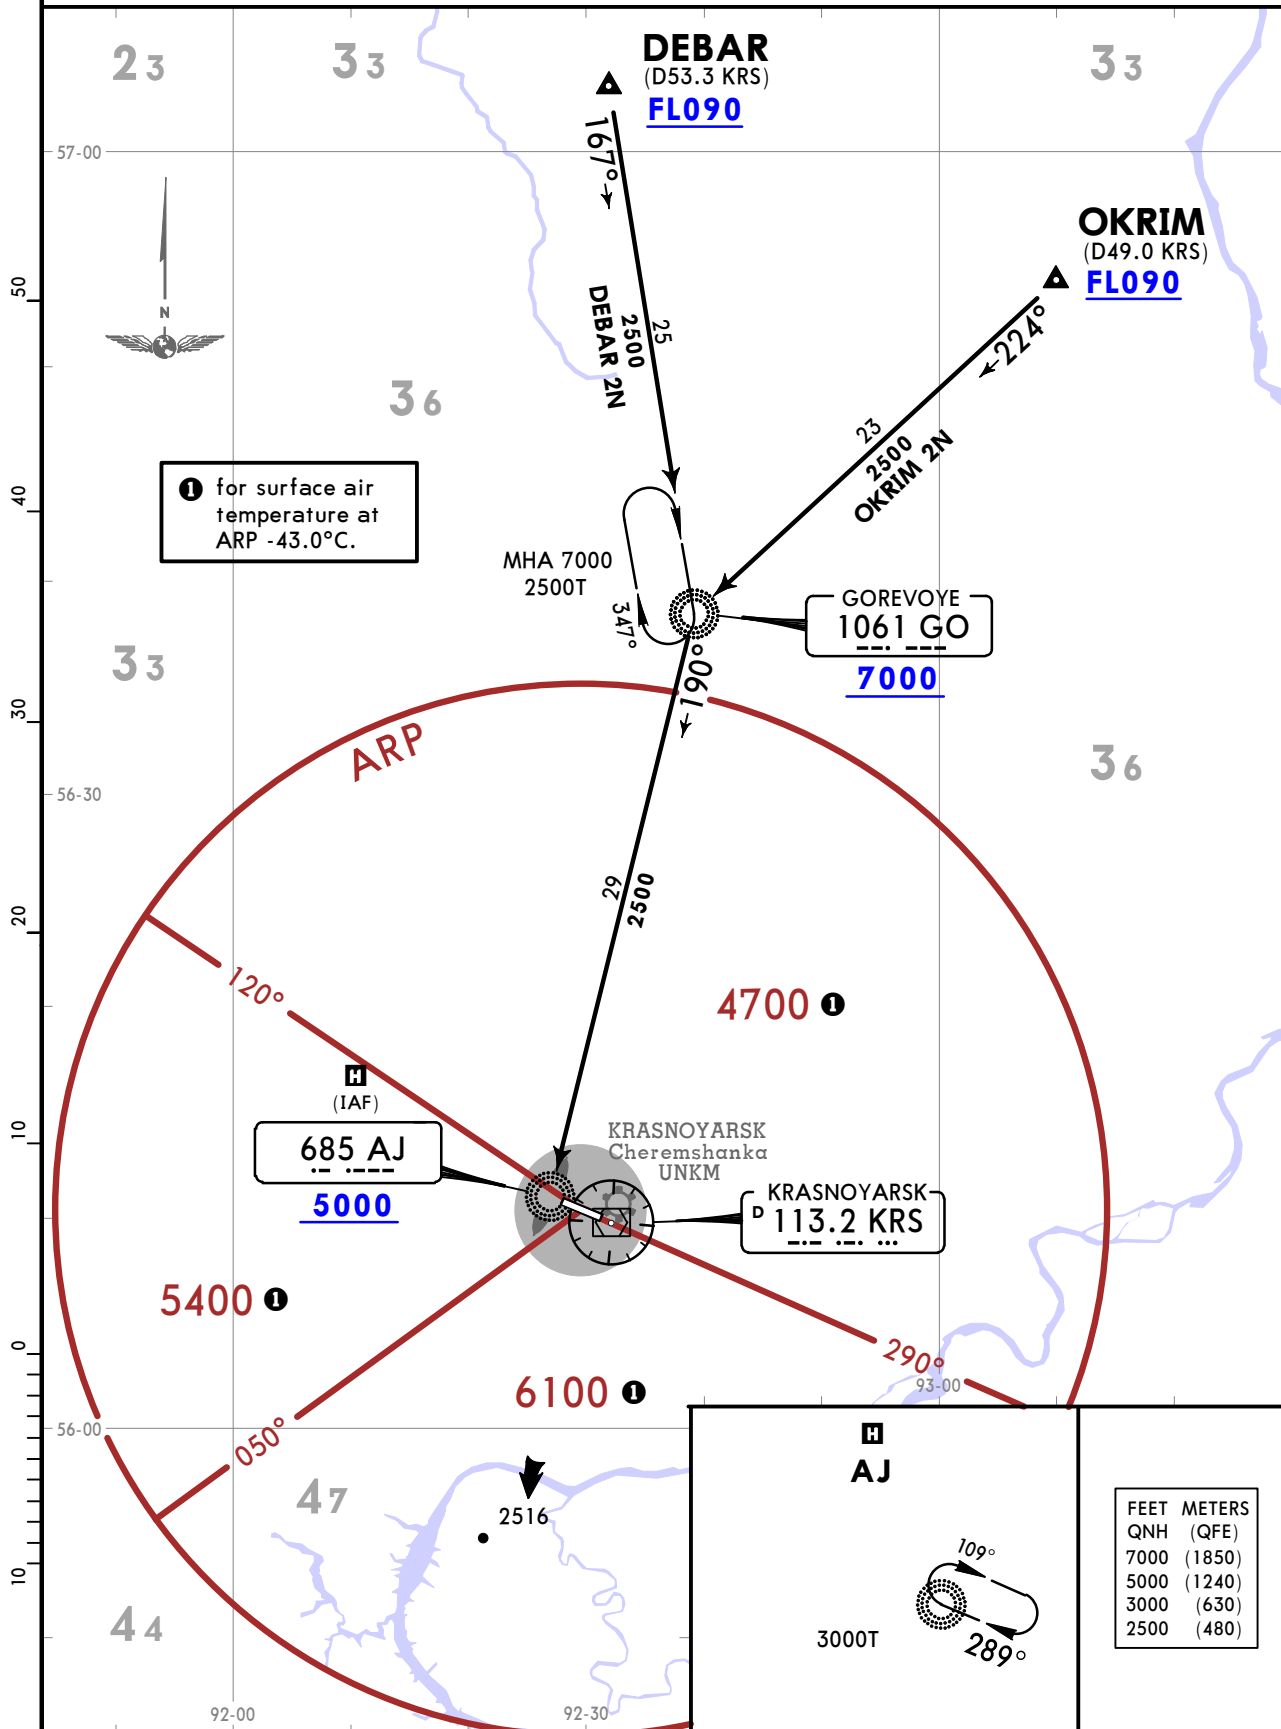 23
33
DEBAR
(D53.3 KRS)
FL090
33
57-00
167°
OKRIM
(D49.0 KRS)
FL090
N
50
224°
25
2500
DEBAR 2N
36
23
2500
OKRIM 2N
40
❶ for surface air
temperature at
ARP -43.0°C.
MHA 7000
2500T
347°
GOREVOYE
1061 GO
7000
33
190°
30
ARP
36
56-30
29
2500
20
120°
4700 ❶
H
(IAF)
685 AJ
5000
10
KRASNOYARSK
Cheremshanka
UNKM
KRASNOYARSK
D 113.2 KRS
5400 ❶
0
290°
93-00
6100 ❶
56-00
050°
47
2516
H
AJ
109°
3000T
289°
FEET METERS
QNH (QFE)
7000 (1850)
5000 (1240)
3000 (630)
2500 (480)
10
44
92-00
92-30